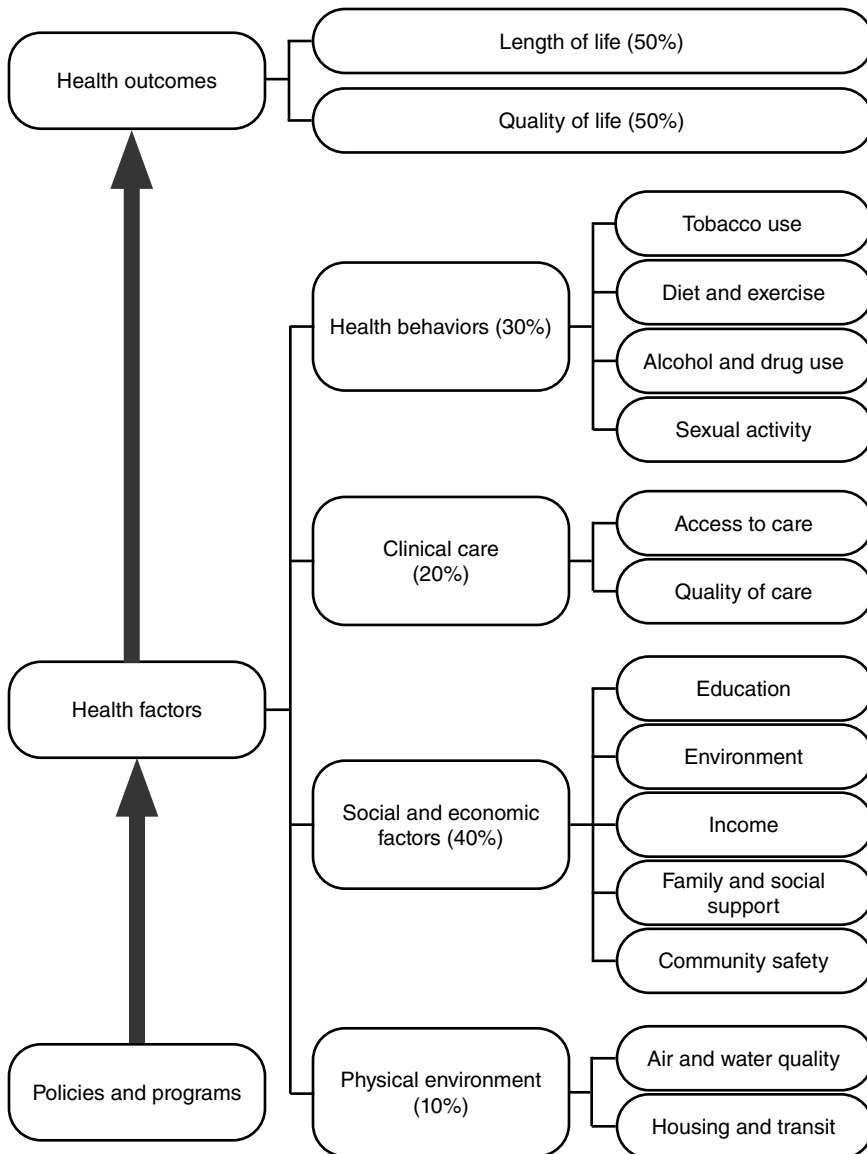 Health outcomes
Length of life (50%)
Quality of life (50%)
Health factors
Health behaviors (30%)
Tobacco use
Diet and exercise
Alcohol and drug use
Sexual activity
Clinical care
(20%)
Access to care
Quality of care
Social and economic
factors (40%)
Education
Environment
Income
Family and social
support
Community safety
Physical environment
(10%)
Air and water quality
Housing and transit
Policies and programs